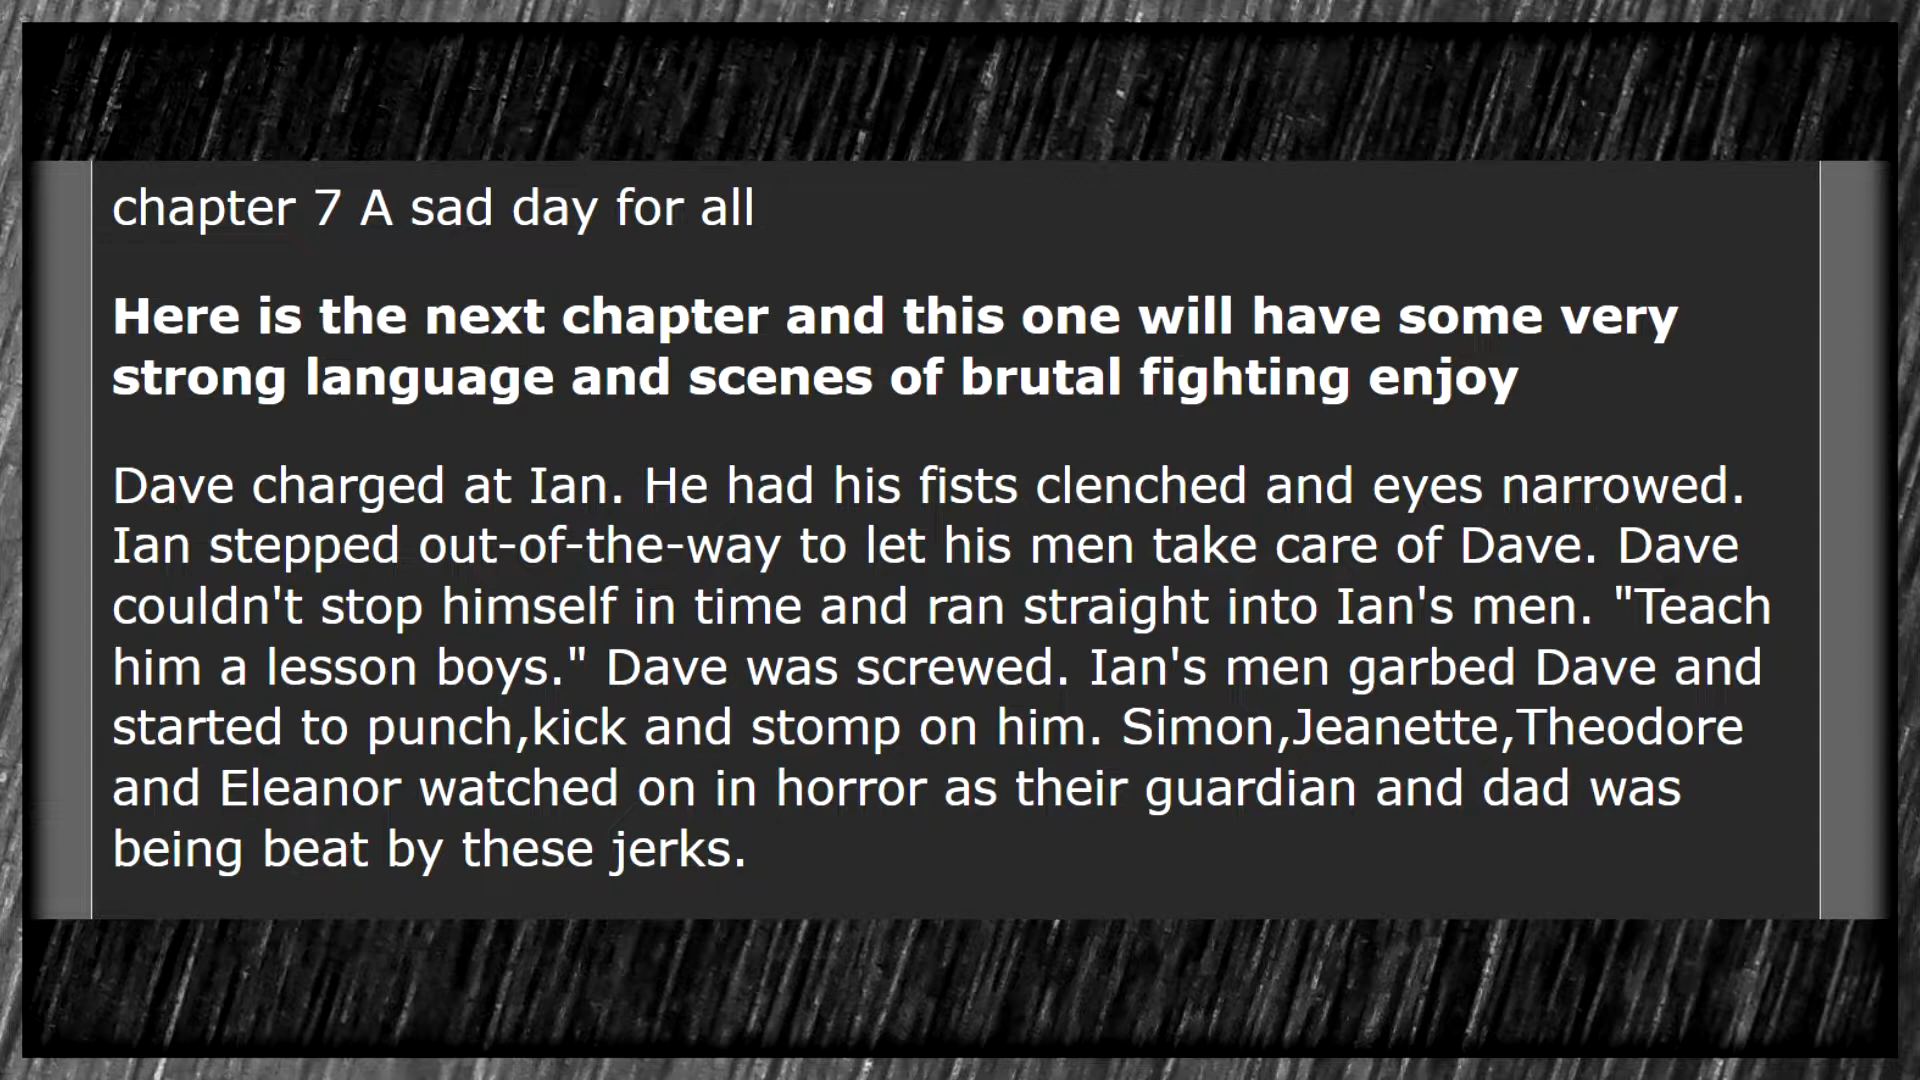 chapter 7 A sad day for all
Here is the next chapter and this one will have some very
strong language and scenes of brutal fighting enjoy
Dave charged at Ian. He had his fists clenched and eyes narrowed.
Ian stepped out-of-the-way to let his men take care of Dave. Dave
couldn't stop himself in time and ran straight into Ian's men. "Teach
him a lesson boys." Dave was screwed. Ian's men garbed Dave and
started to punch,kick and stomp on him. Simon,Jeanette,Theodore
and Eleanor watched on in horror as their guardian and dad was
being beat by these jerks.